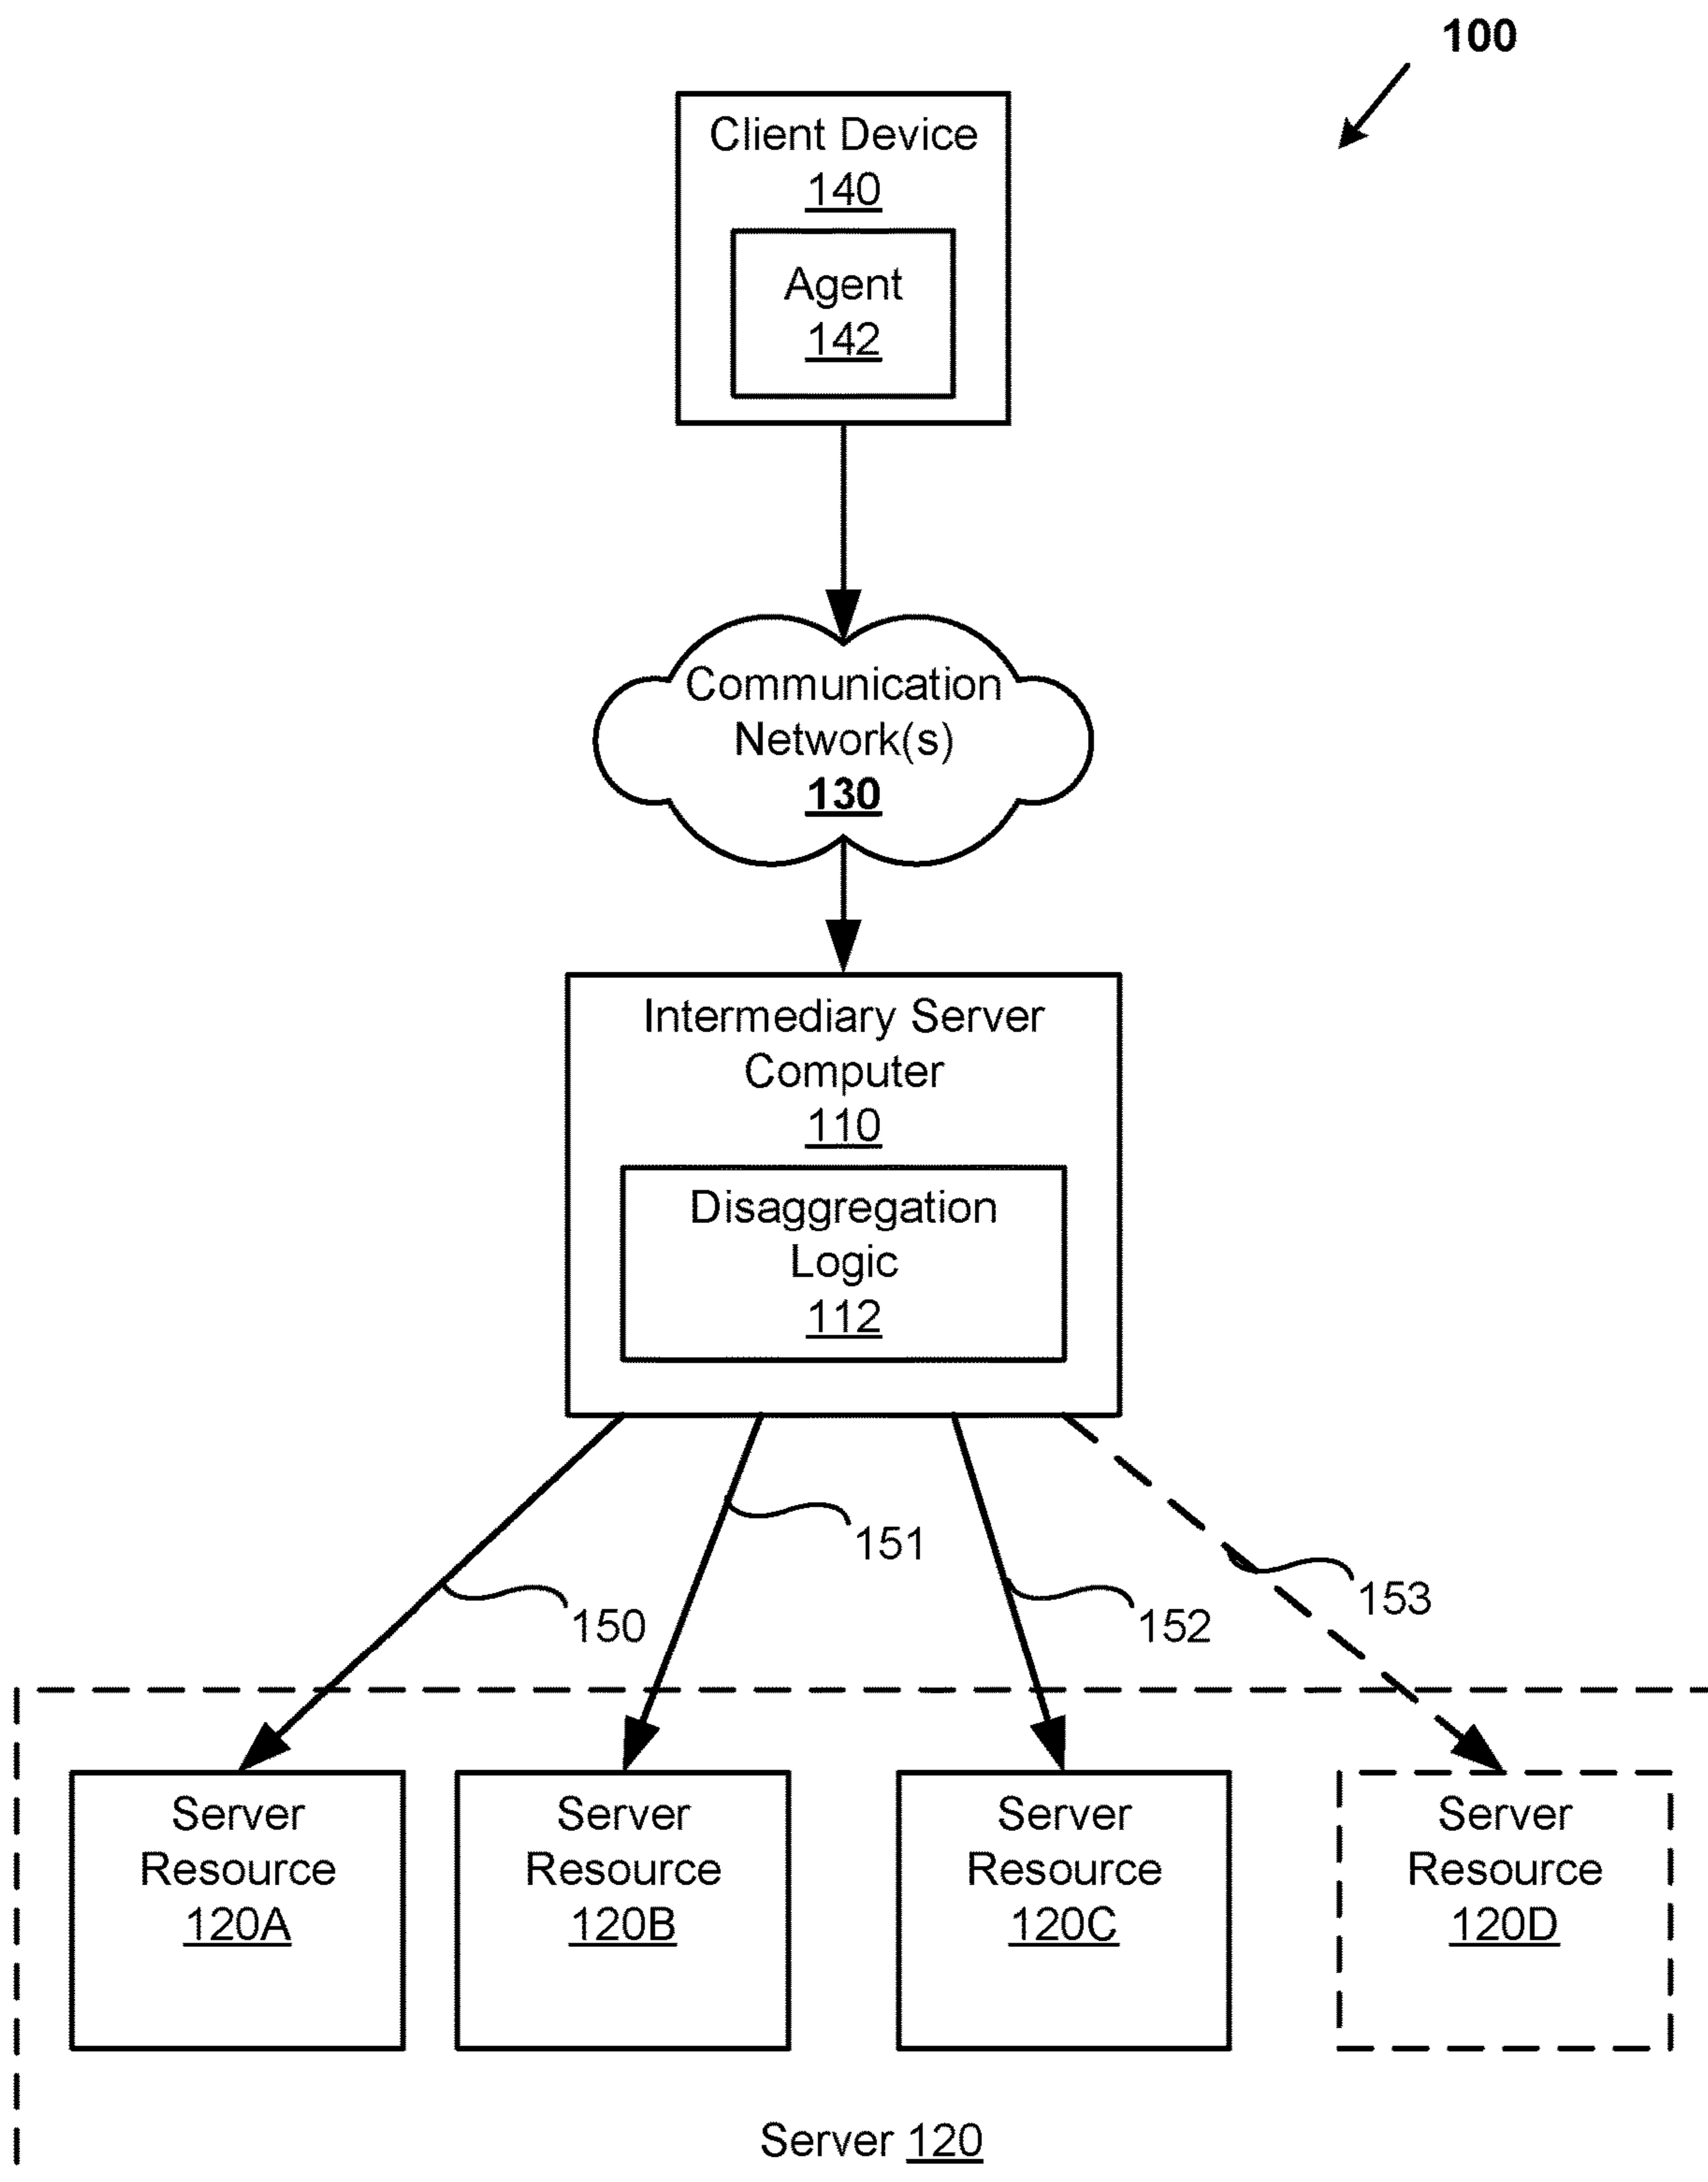 100
Client Device
140
Agent
142
Communication
Network(s)
130
Intermediary Server
Computer
110
Disaggregation
Logic
112
150
151
152
153
Server
Resource
120A
Server
Resource
120B
Server
Resource
120C
Server
Resource
120D
Server 120